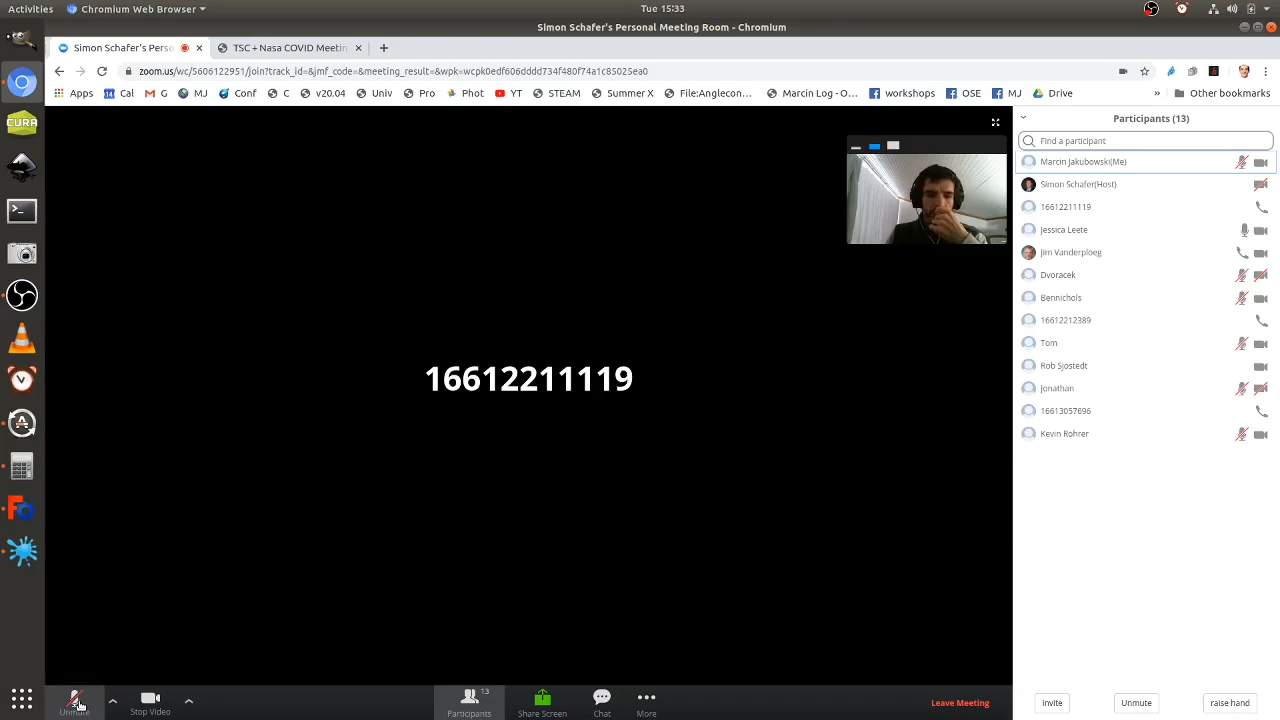 Activities
Chromium Web Browser
Tue 15:33
Simon Schafer's Personal Meeting Room - Chromium
Simon Schafer's Perso
TSC + Nasa COVID Meetin
zoom.us/wc/5606122951/join?track_id=&jmf_code=&meeting_result=&wpk=wcpk0edf606dddd734f480f74a1c85025ea0
Apps Cal G MJ Conf C v20.04 Univ Pro Phot YT STEAM Summer X File:Anglecon... Marcin Log - O... workshops OSE MJ Drive » Other bookmarks
CURA
16612211119
Participants (13)
Find a participant
Marcin Jakubowski(Me)
Simon Schafer(Host)
16612211119
Jessica Leete
Jim Vanderploeg
Dvoracek
Bennichols
16612212389
Tom
Rob Sjostedt
Jonathan
16613057696
Kevin Rohrer
Unmute
Stop Video
13
Participants
Share Screen
Chat
More
Leave Meeting
Invite
Unmute
raise hand